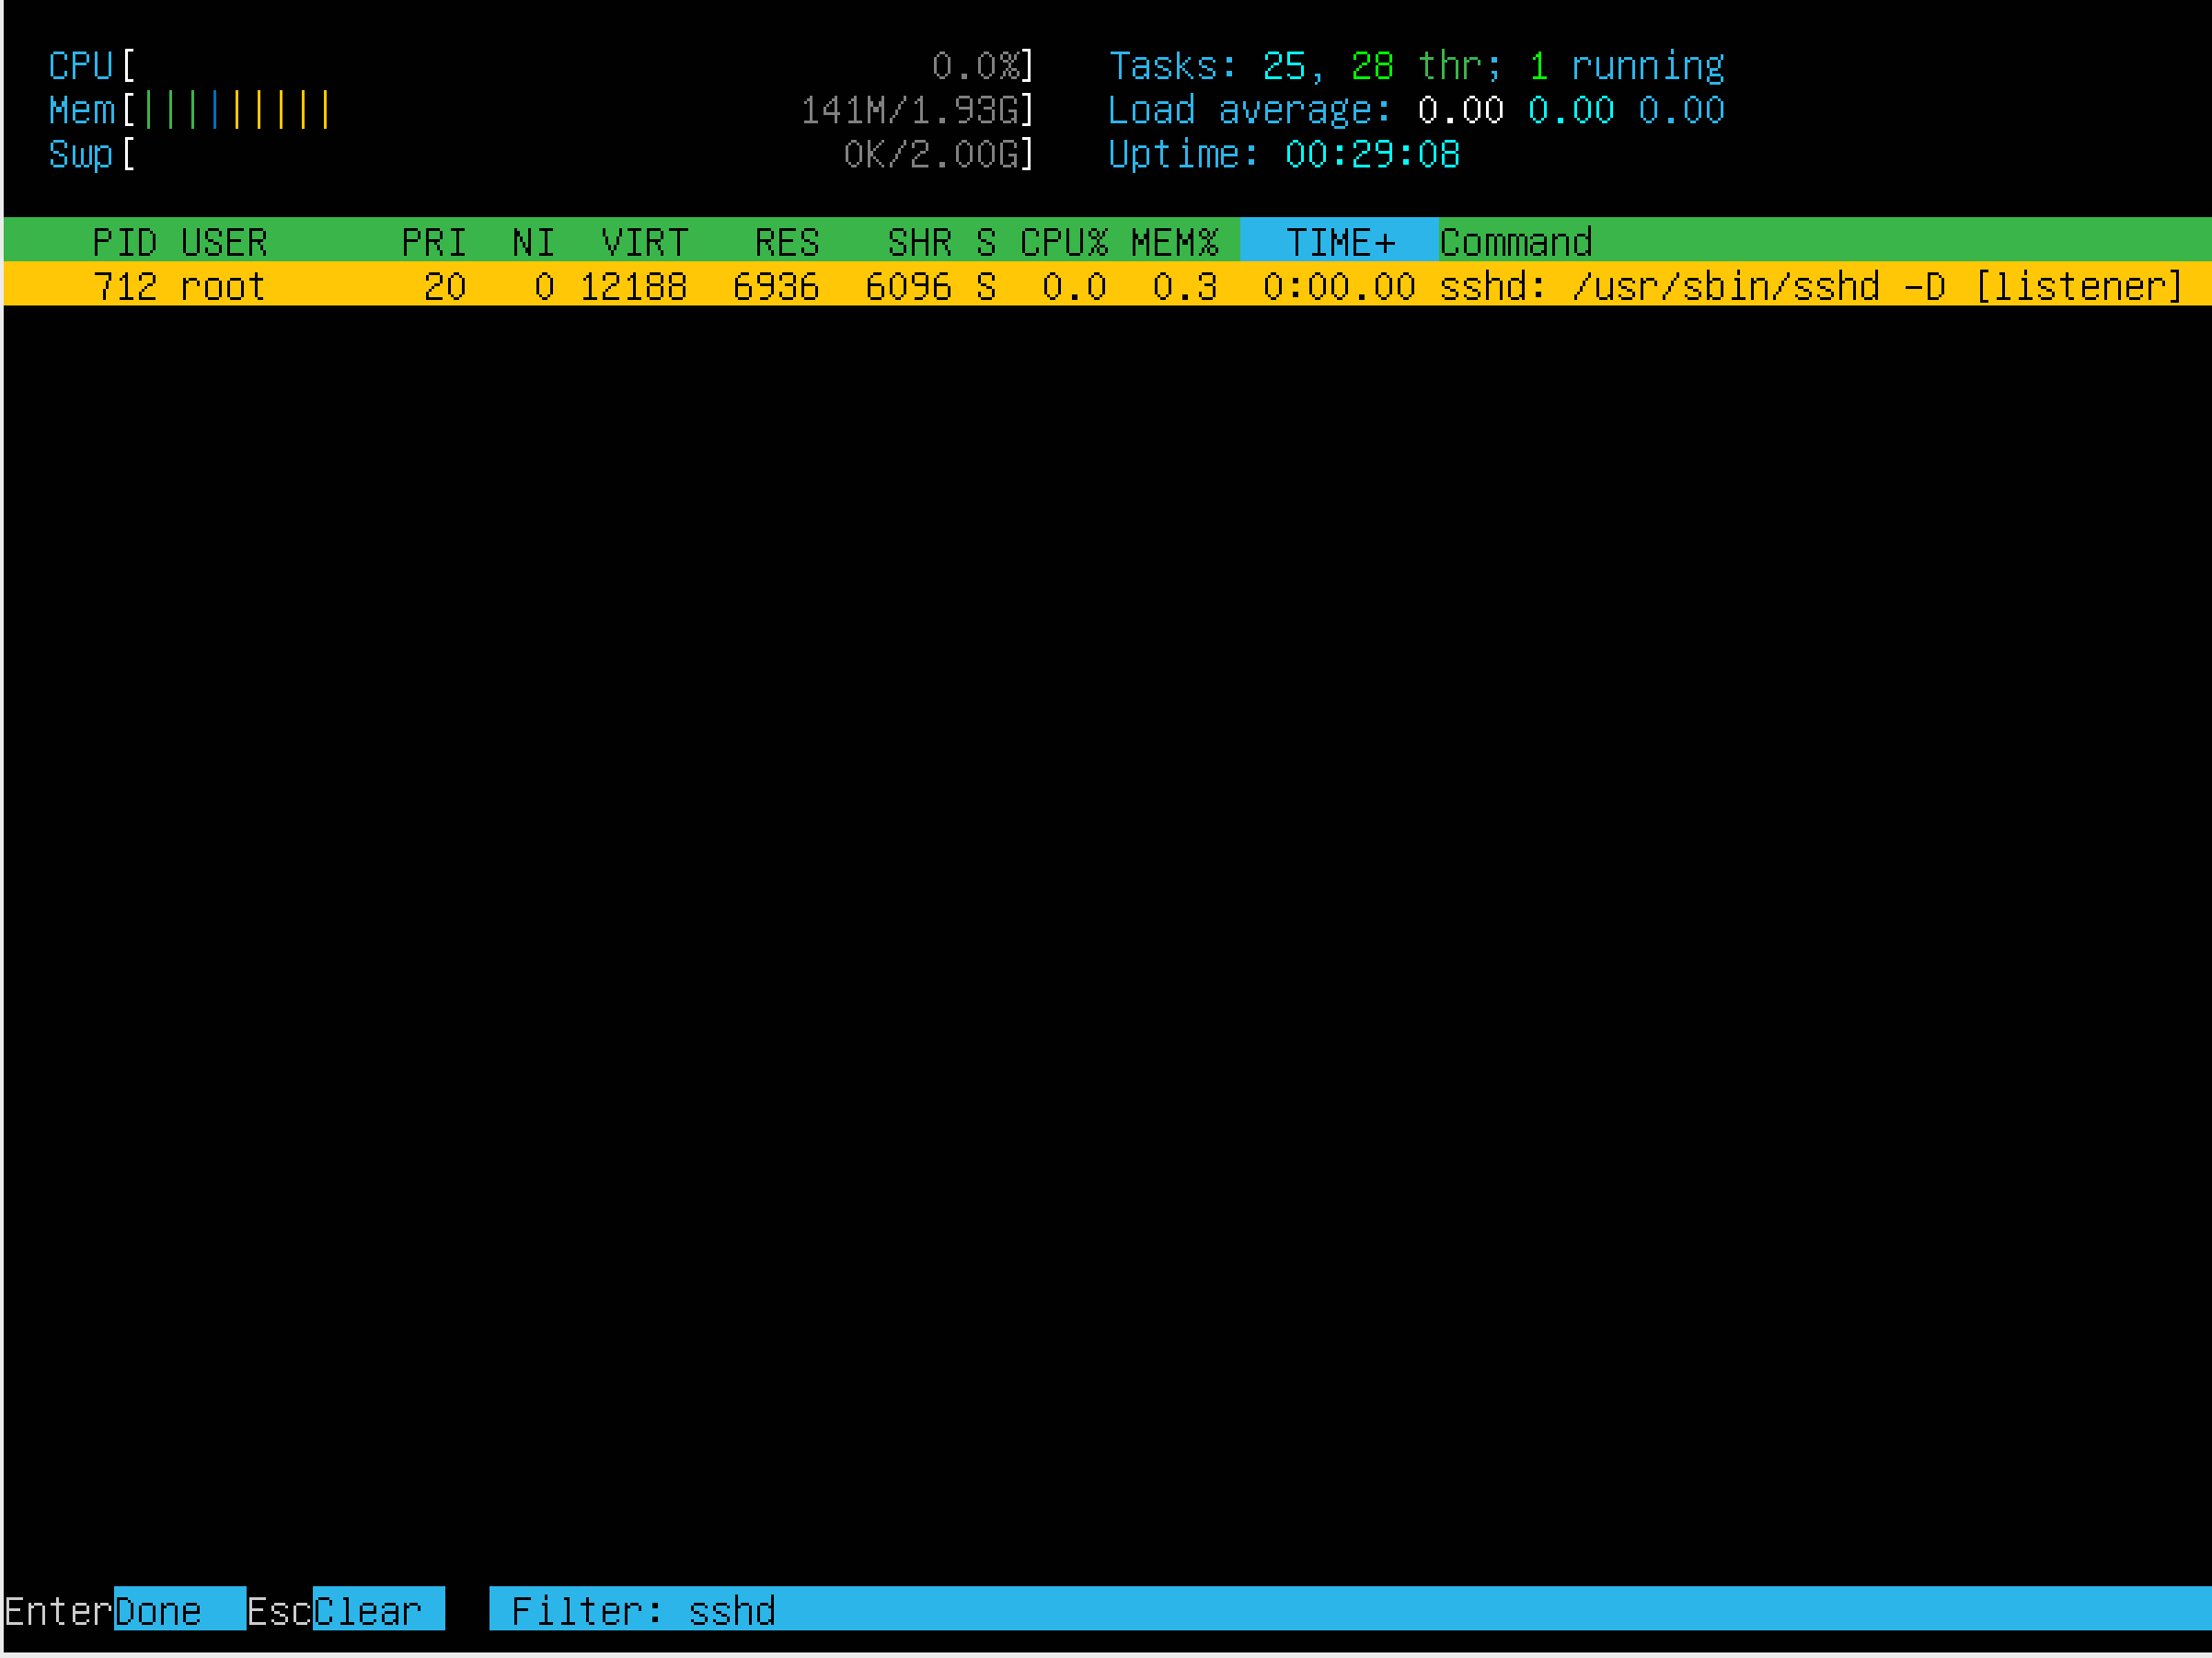 CPU[ 0.0%] Tasks: 25, 28 thr; 1 running
Mem[||||||||| 141M/1.93G] Load average: 0.00 0.00 0.00
Swp[ 0K/2.00G] Uptime: 00:29:08
PID USER PRI NI VIRT RES SHR S CPU% MEM% TIME+ Command
712 root 20 0 12188 6936 6096 S 0.0 0.3 0:00.00 sshd: /usr/sbin/sshd -D [listener]
EnterDone EscClear Filter: sshd